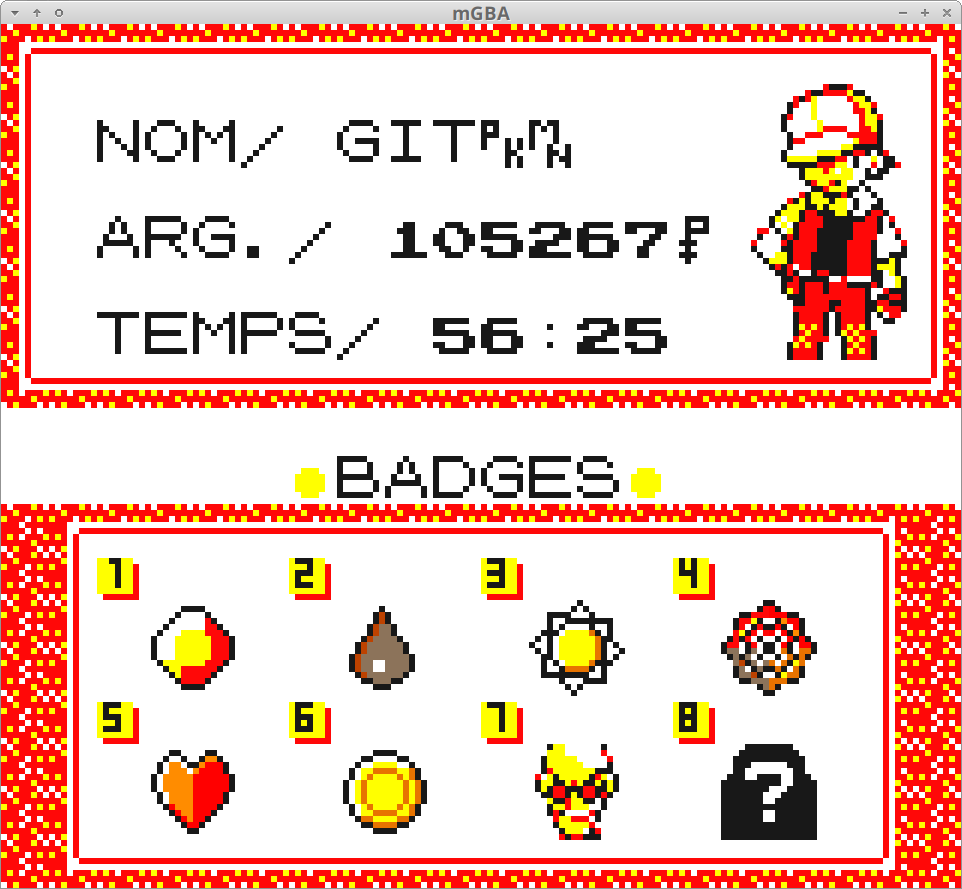 mGBA
NOM/ GITPKMN
ARG./ 105267₽
TEMPS/ 56:25
BADGES
1 2 3 4
5 6 7 8
?